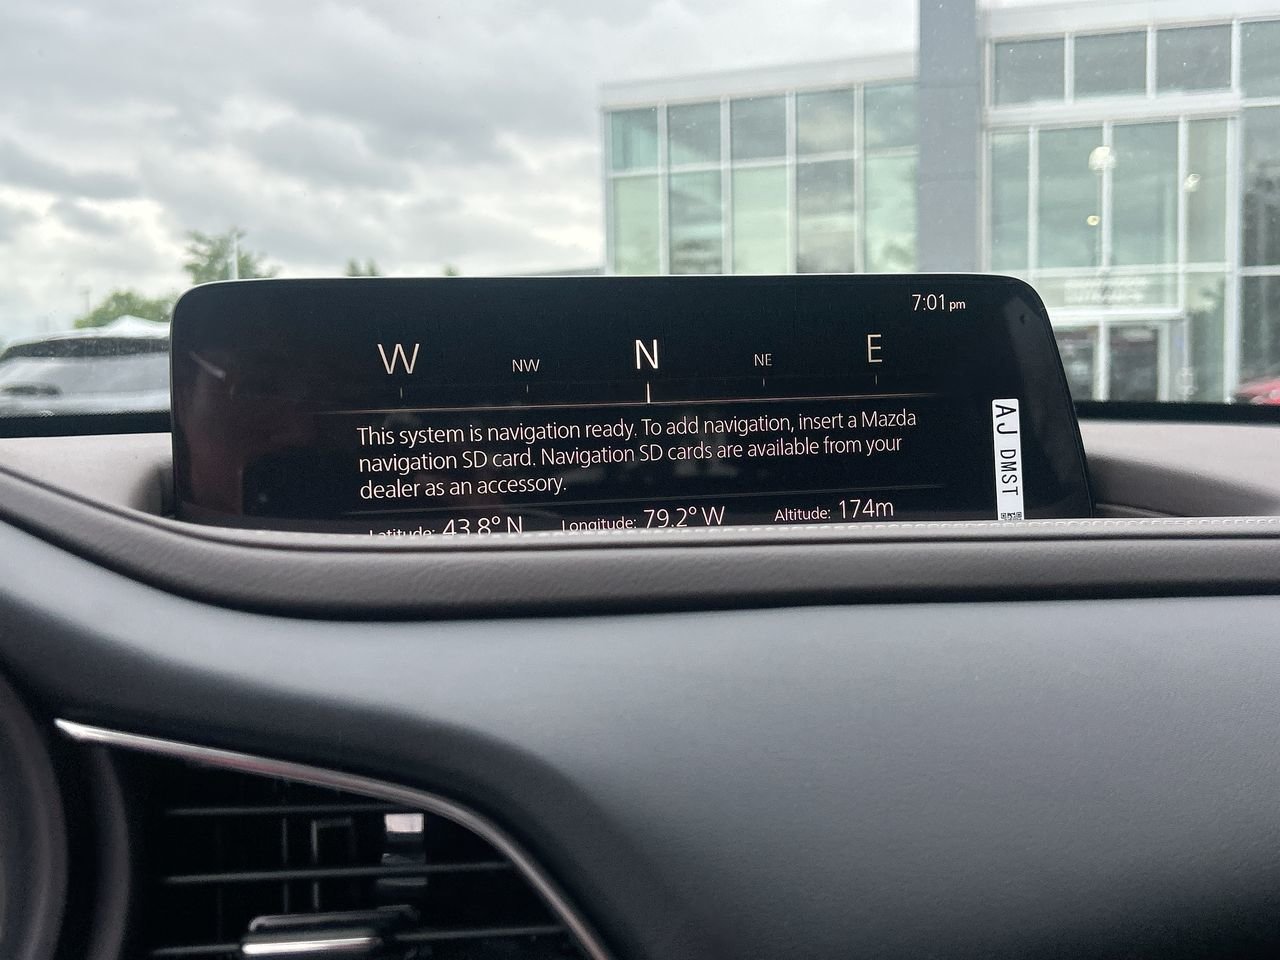 7:01 pm
W NW N NE E
This system is navigation ready. To add navigation, insert a Mazda
navigation SD card. Navigation SD cards are available from your
dealer as an accessory.
Latitude: 43.8° N Longitude: 79.2° W Altitude: 174m
AJ DMST